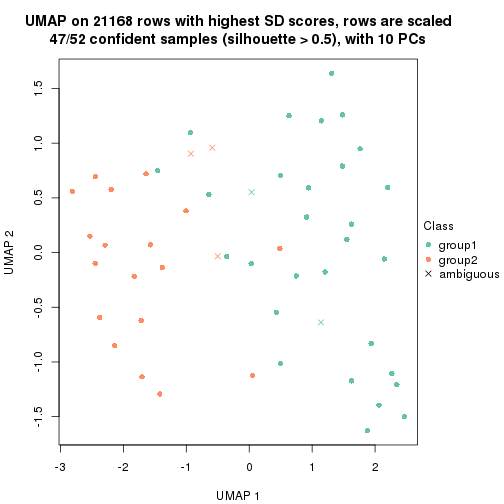 UMAP on 21168 rows with highest SD scores, rows are scaled
47/52 confident samples (silhouette > 0.5), with 10 PCs
1.5
1.0
0.5
0.0
-0.5
-1.0
-1.5
UMAP 2
-3
-2
-1
0
1
2
UMAP 1
Class
group1
group2
ambiguous